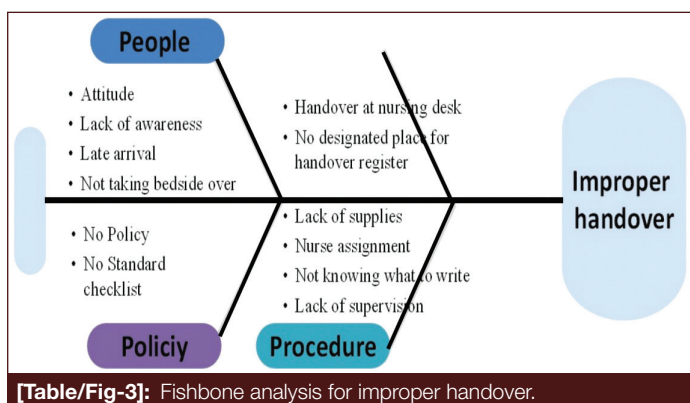 People
• Attitude
• Lack of awareness
• Late arrival
• Not taking bedside over
• Handover at nursing desk
• No designated place for
handover register
Improper
handover
• No Policy
• No Standard
checklist
• Lack of supplies
• Nurse assignment
• Not knowing what to write
• Lack of supervision
Policiy
Procedure
[Table/Fig-3]: Fishbone analysis for improper handover.